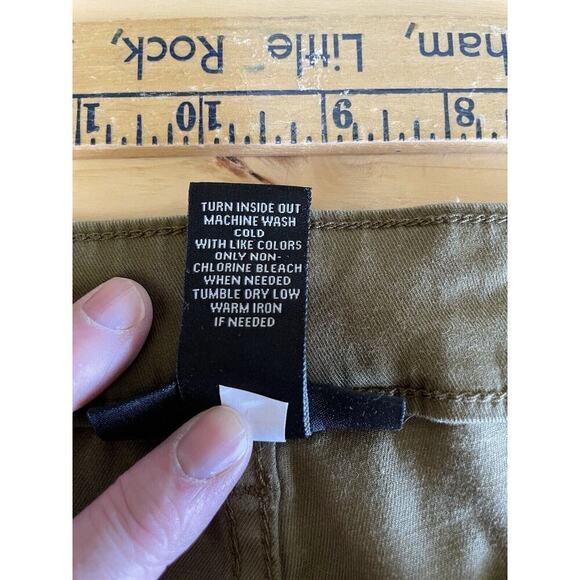 ham, Little Rock,
8 9 10 11
TURN INSIDE OUT
MACHINE WASH
COLD
WITH LIKE COLORS
ONLY NON-
CHLORINE BLEACH
WHEN NEEDED
TUMBLE DRY LOW
WARM IRON
IF NEEDED